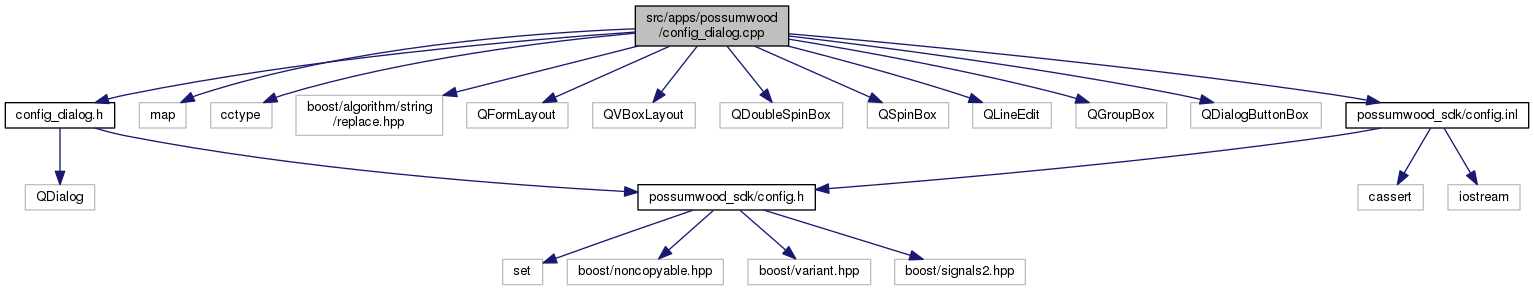 src/apps/possumwood
/config_dialog.cpp
config_dialog.h
map
cctype
boost/algorithm/string
/replace.hpp
QFormLayout
QVBoxLayout
QDoubleSpinBox
QSpinBox
QLineEdit
QGroupBox
QDialogButtonBox
possumwood_sdk/config.inl
QDialog
possumwood_sdk/config.h
cassert
iostream
set
boost/noncopyable.hpp
boost/variant.hpp
boost/signals2.hpp